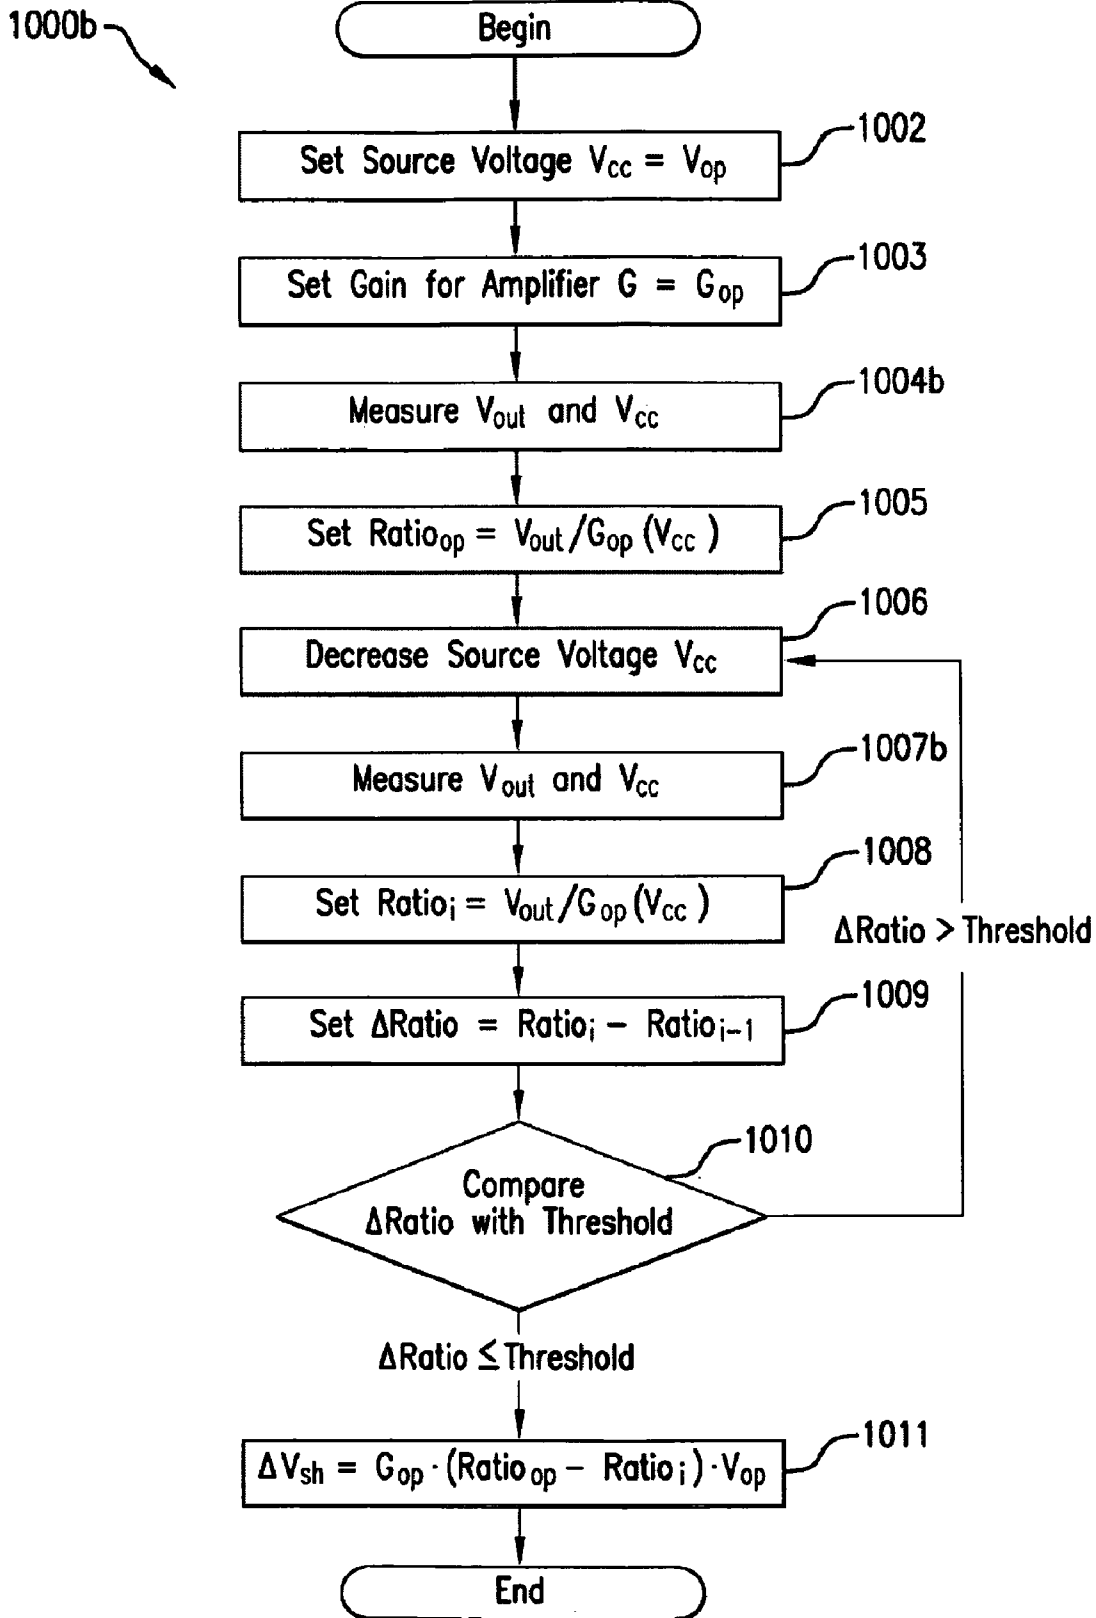 1000b
Begin
1002
Set Source Voltage Vcc = Vop
1003
Set Gain for Amplifier G = Gop
1004b
Measure Vout and Vcc
1005
Set Ratioop = Vout/Gop(Vcc)
1006
Decrease Source Voltage Vcc
1007b
Measure Vout and Vcc
1008
Set Ratioi = Vout/Gop(Vcc)
ΔRatio > Threshold
1009
Set ΔRatio = Ratioi − Ratioi−1
1010
Compare
ΔRatio with Threshold
ΔRatio ≤ Threshold
1011
ΔVsh = Gop·(Ratioop − Ratioi)·Vop
End